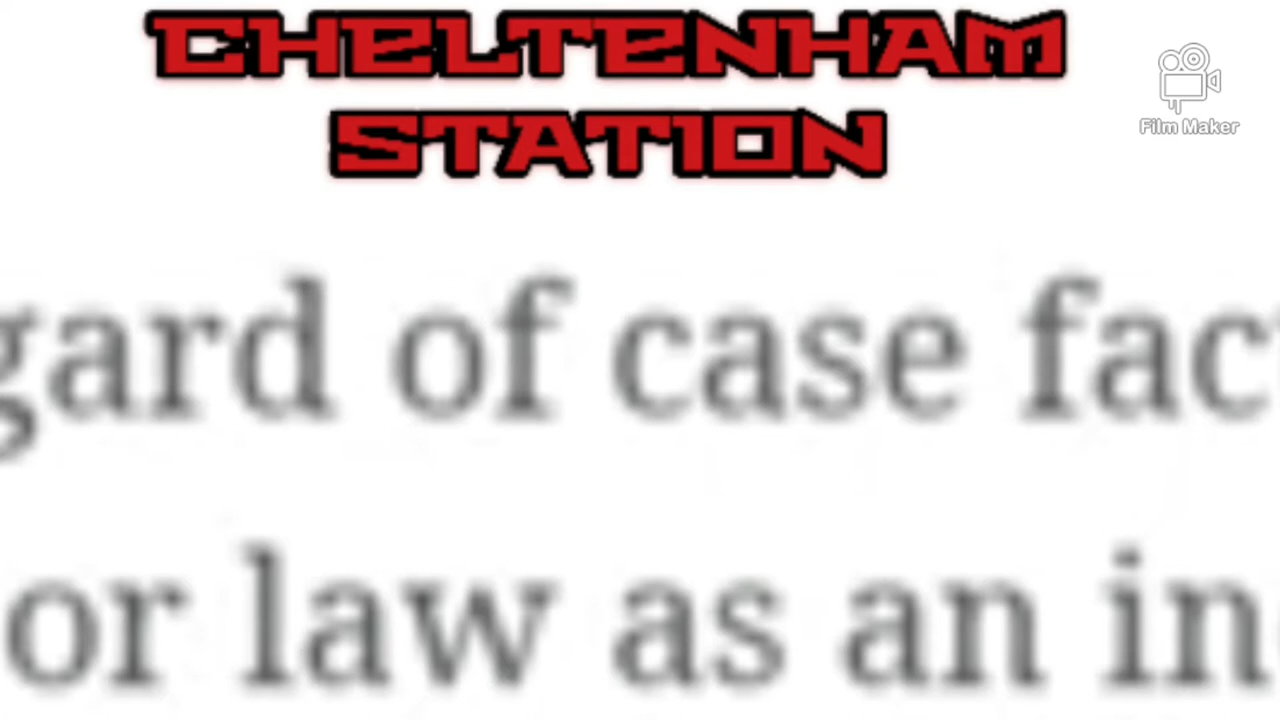 CHELTENHAM
Film Maker
STATION
gard of case fac
or law as an in